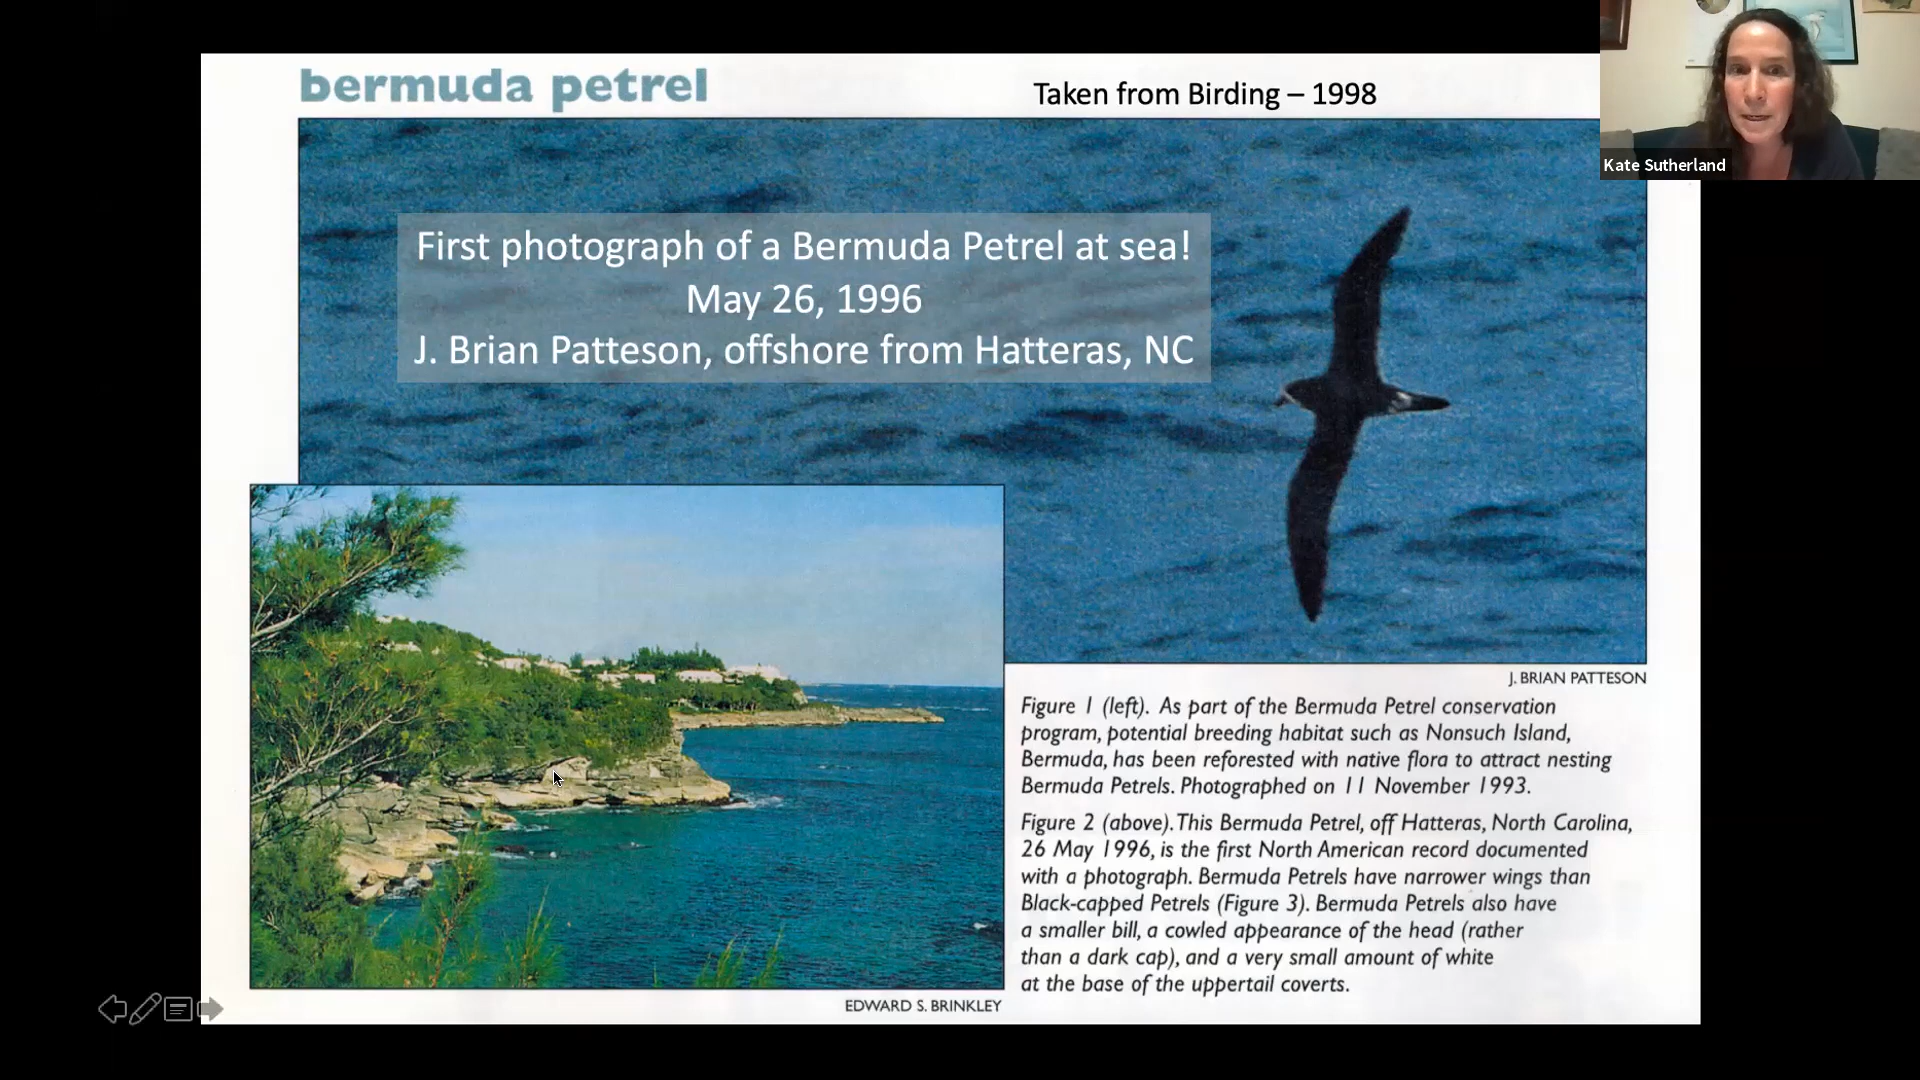 bermuda petrel
Taken from Birding – 1998
Kate Sutherland
First photograph of a Bermuda Petrel at sea!
May 26, 1996
J. Brian Patteson, offshore from Hatteras, NC
J. BRIAN PATTESON
Figure 1 (left). As part of the Bermuda Petrel conservation
program, potential breeding habitat such as Nonsuch Island,
Bermuda, has been reforested with native flora to attract nesting
Bermuda Petrels. Photographed on 11 November 1993.
Figure 2 (above). This Bermuda Petrel, off Hatteras, North Carolina,
26 May 1996, is the first North American record documented
with a photograph. Bermuda Petrels have narrower wings than
Black-capped Petrels (Figure 3). Bermuda Petrels also have
a smaller bill, a cowled appearance of the head (rather
than a dark cap), and a very small amount of white
at the base of the uppertail coverts.
EDWARD S. BRINKLEY